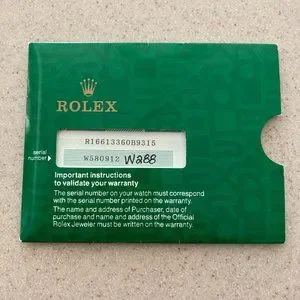 ROLEX
R16613360B9315
serial number
W580912 W288
Important instructions
to validate your warranty
The serial number on your watch must correspond
with the serial number printed on the warranty.
The name and address of Purchaser, date of
purchase and name and address of the Official
Rolex Jeweler must be written on the warranty.